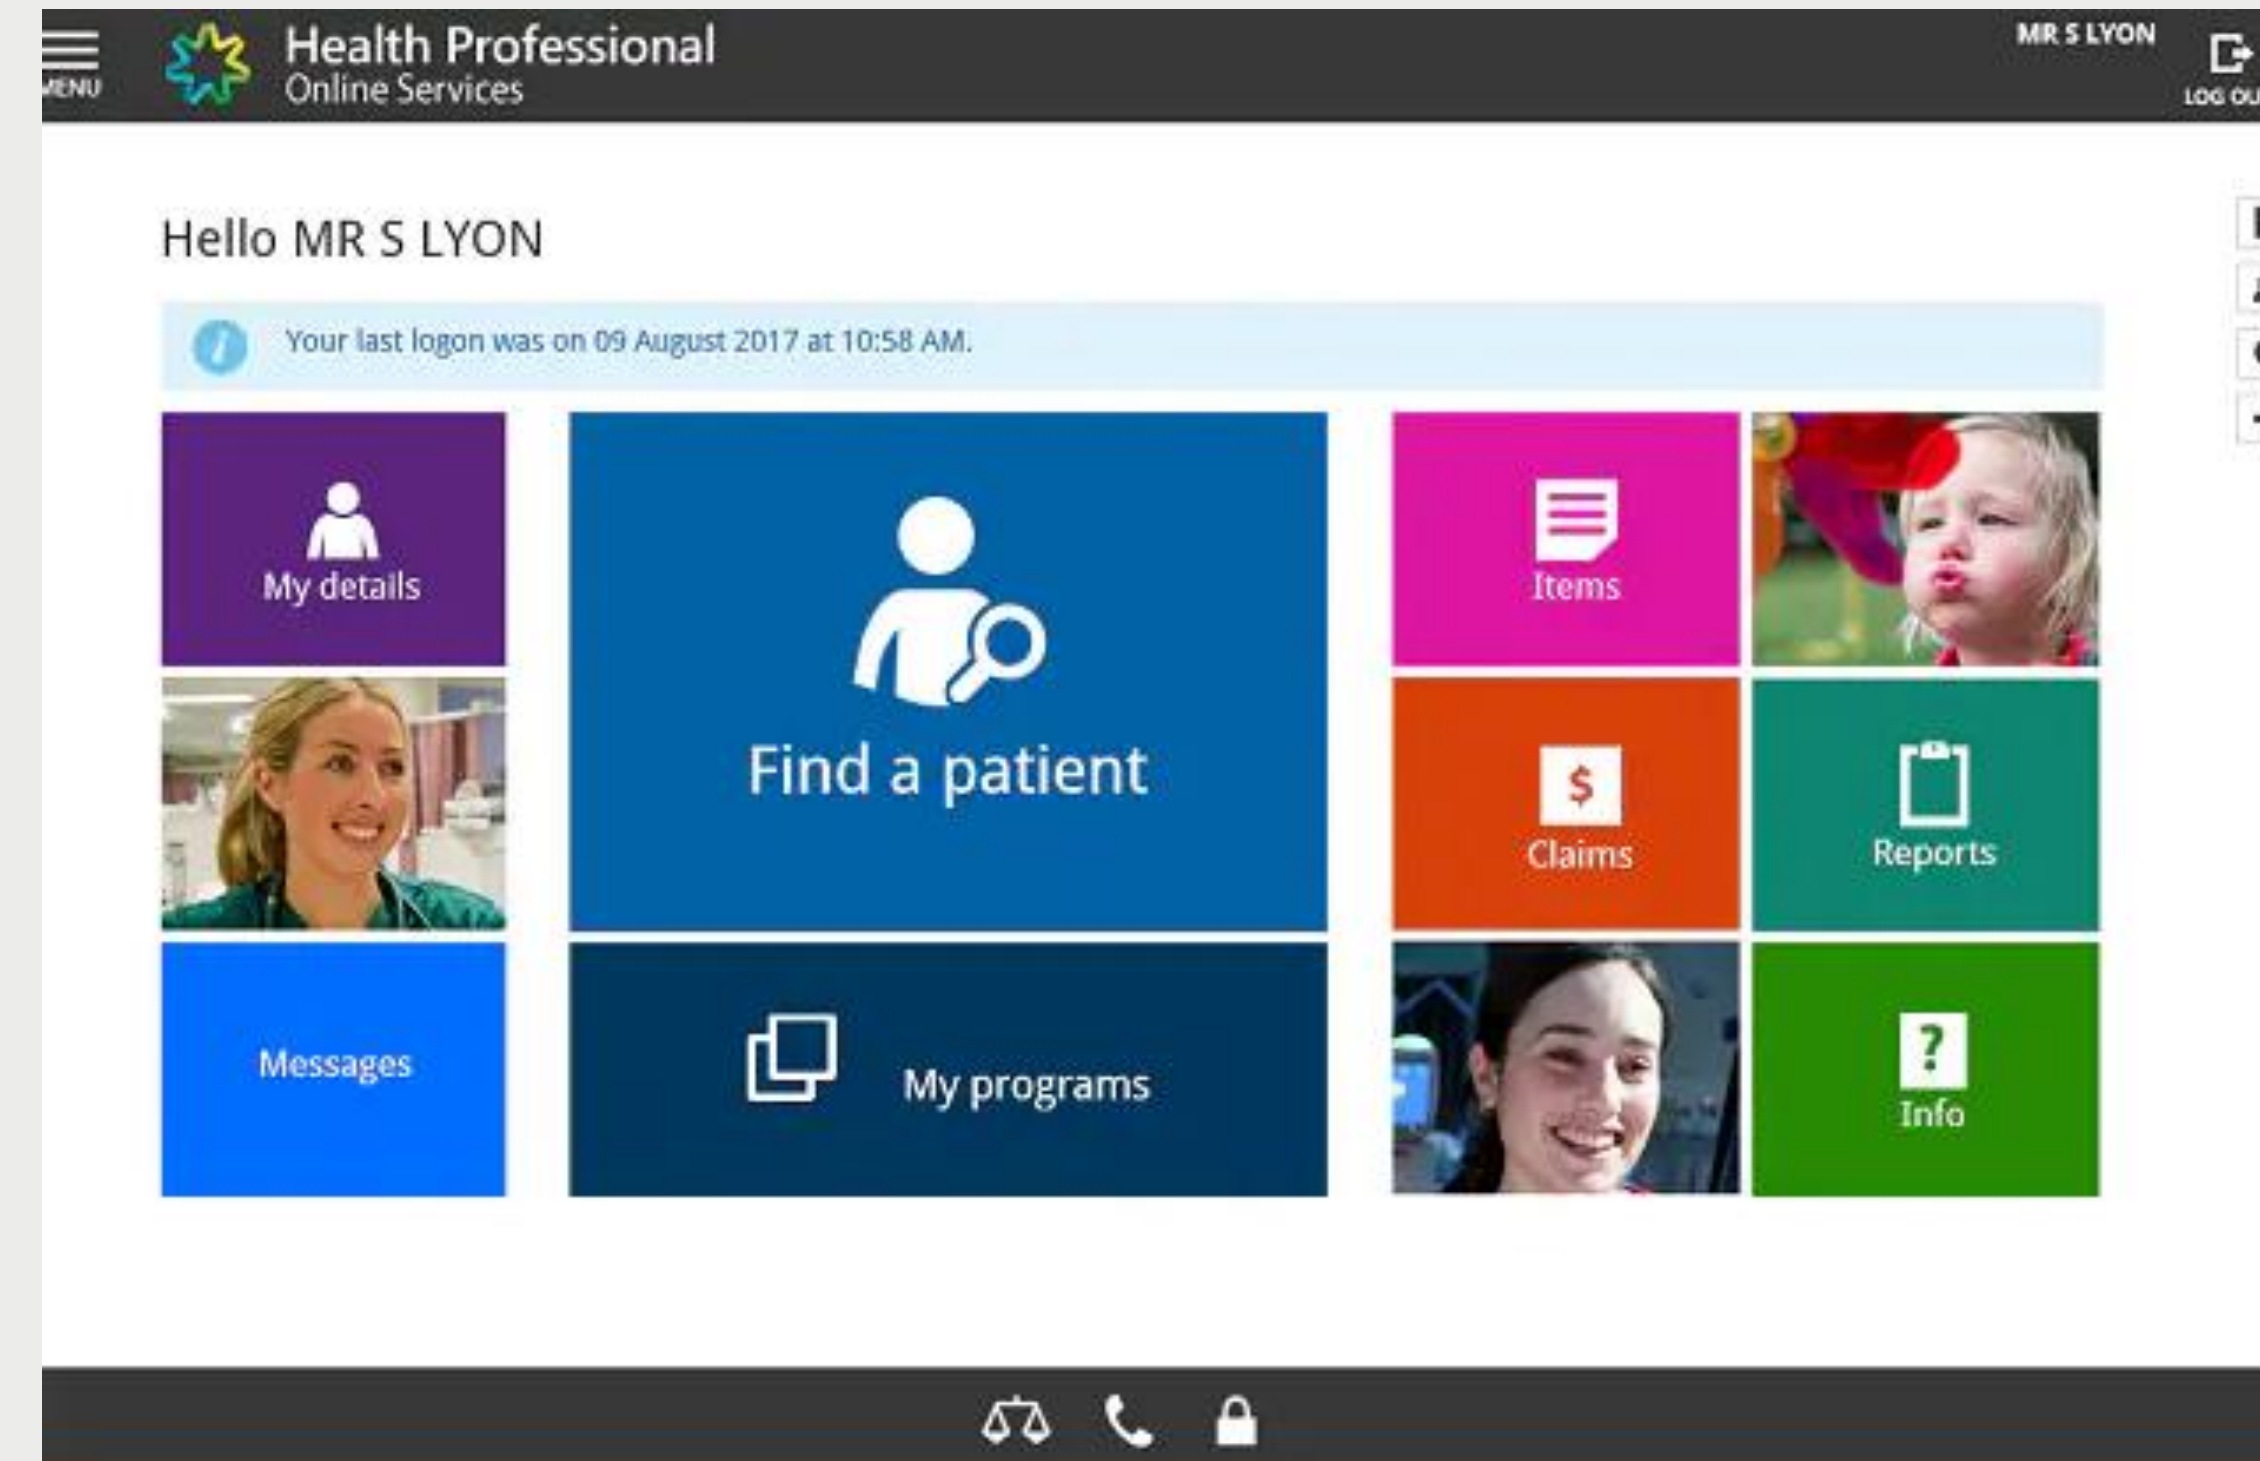 MENU
Health Professional
Online Services
MR S LYON
LOG OU
Hello MR S LYON
Your last logon was on 09 August 2017 at 10:58 AM.
My details
Find a patient
Items
Claims
$
Reports
Messages
My programs
?
Info